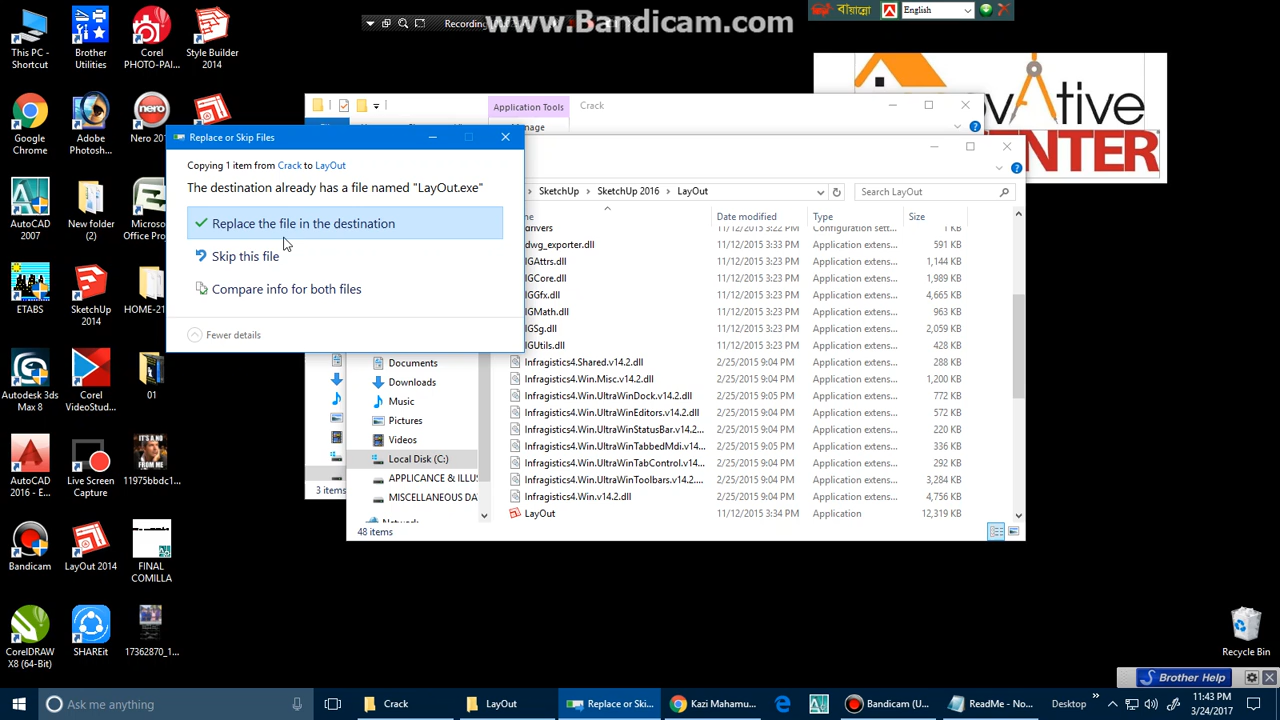 www.Bandicam.com
Recording
বায়ান্নো
English
This PC - Shortcut
Brother Utilities
Corel PHOTO-PAI...
Style Builder 2014
Google Chrome
Adobe Photosh...
Nero 20
AutoCAD 2007
New folder (2)
Micros
Office Pro
ETABS
SketchUp 2014
HOME-21
Autodesk 3ds Max 8
Corel VideoStud...
01
AutoCAD 2016 - E...
Live Screen Capture
11975bbdc1...
Bandicam
LayOut 2014
FINAL COMILLA
CorelDRAW X8 (64-Bit)
SHAREit
17362870_1...
Recycle Bin
ovAtive
ENTER
Application Tools
Crack
Manage
3 items
Replace or Skip Files
Copying 1 item from Crack to LayOut
The destination already has a file named "LayOut.exe"
Replace the file in the destination
Skip this file
Compare info for both files
Fewer details
SketchUp › SketchUp 2016 › LayOut
Search LayOut
Date modified Type Size
drivers 11/12/2015 3:22 PM Configuration sett... 1 KB
dwg_exporter.dll 11/12/2015 3:33 PM Application extens... 591 KB
IGAttrs.dll 11/12/2015 3:23 PM Application extens... 1,144 KB
IGCore.dll 11/12/2015 3:23 PM Application extens... 1,989 KB
IGGfx.dll 11/12/2015 3:23 PM Application extens... 4,665 KB
IGMath.dll 11/12/2015 3:23 PM Application extens... 963 KB
IGSg.dll 11/12/2015 3:23 PM Application extens... 2,059 KB
IGUtils.dll 11/12/2015 3:23 PM Application extens... 428 KB
Infragistics4.Shared.v14.2.dll 2/25/2015 9:04 PM Application extens... 288 KB
Infragistics4.Win.Misc.v14.2.dll 2/25/2015 9:04 PM Application extens... 1,200 KB
Infragistics4.Win.UltraWinDock.v14.2.dll 2/25/2015 9:05 PM Application extens... 772 KB
Infragistics4.Win.UltraWinEditors.v14.2.dll 2/25/2015 9:04 PM Application extens... 572 KB
Infragistics4.Win.UltraWinStatusBar.v14.2... 2/25/2015 9:04 PM Application extens... 220 KB
Infragistics4.Win.UltraWinTabbedMdi.v14... 2/25/2015 9:05 PM Application extens... 336 KB
Infragistics4.Win.UltraWinTabControl.v14... 2/25/2015 9:04 PM Application extens... 292 KB
Infragistics4.Win.UltraWinToolbars.v14.2.... 2/25/2015 9:04 PM Application extens... 3,284 KB
Infragistics4.Win.v14.2.dll 2/25/2015 9:04 PM Application extens... 4,756 KB
LayOut 11/12/2015 3:34 PM Application 12,319 KB
Documents
Downloads
Music
Pictures
Videos
Local Disk (C:)
APPLICANCE & ILLUS
MISCELLANEOUS DA
Network
48 items
Brother Help
Ask me anything
Crack
LayOut
Replace or Ski...
Kazi Mahamu...
Bandicam (U...
ReadMe - No...
Desktop
11:43 PM
3/24/2017